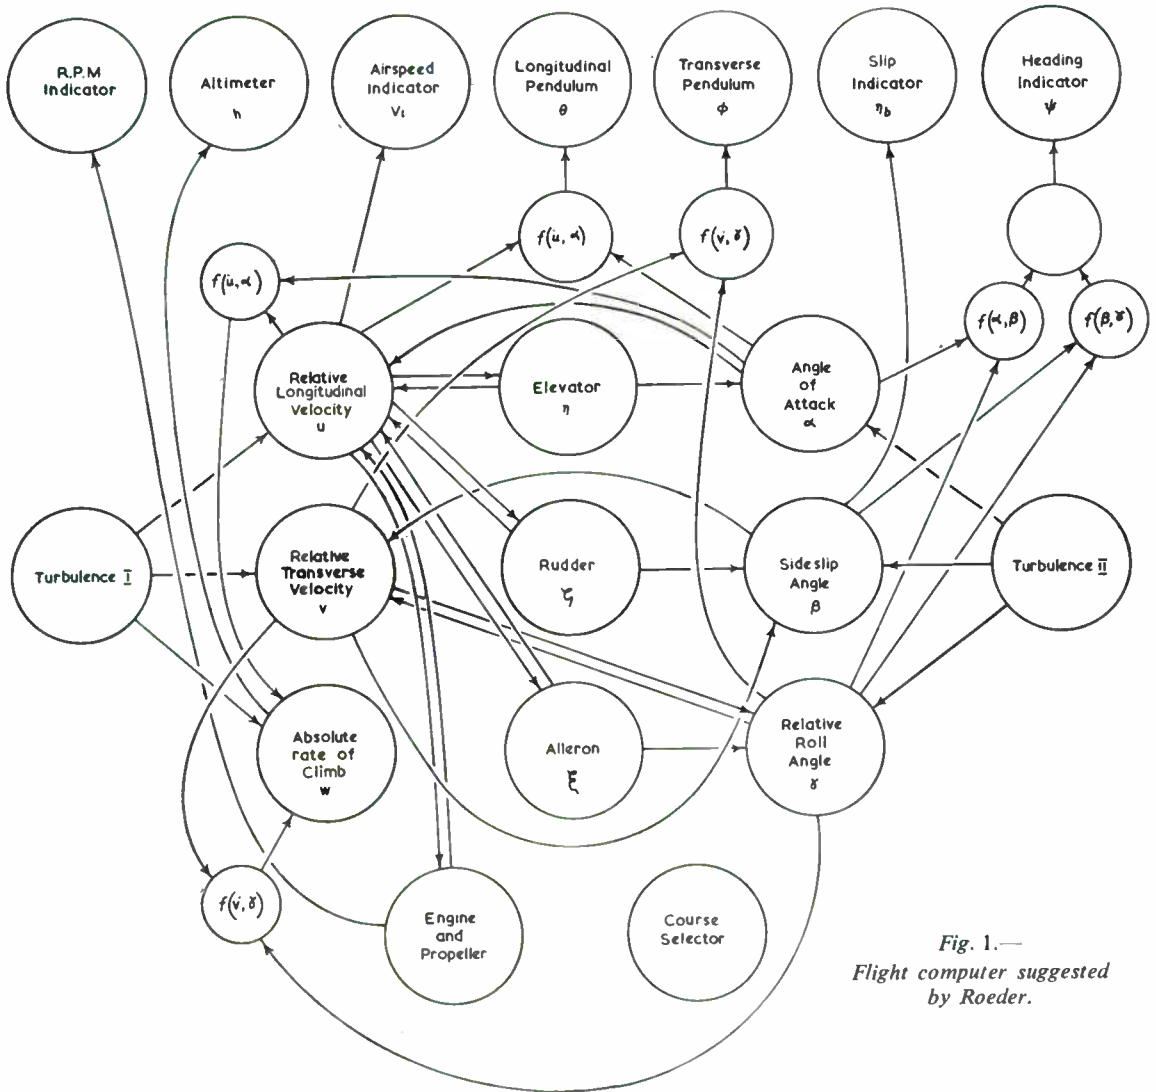 R.P.M
Indicator
Altimeter
h
Airspeed
Indicator
V₁
Longitudinal
Pendulum
θ
Transverse
Pendulum
ϕ
Slip
Indicator
η_b
Heading
Indicator
ψ
f(u̇, α)
f(v̇, γ)
f(u̇, α)
f(α, β)
f(β, γ)
Relative
Longitudinal
Velocity
u
Elevator
η
Angle
of
Attack
α
Turbulence I
Relative
Transverse
Velocity
v
Rudder
ζ
Sideslip
Angle
β
Turbulence II
Absolute
rate of
Climb
w
Aileron
ξ
Relative
Roll
Angle
γ
f(v̇, γ)
Engine
and
Propeller
Course
Selector
Fig. 1.—
Flight computer suggested
by Roeder.